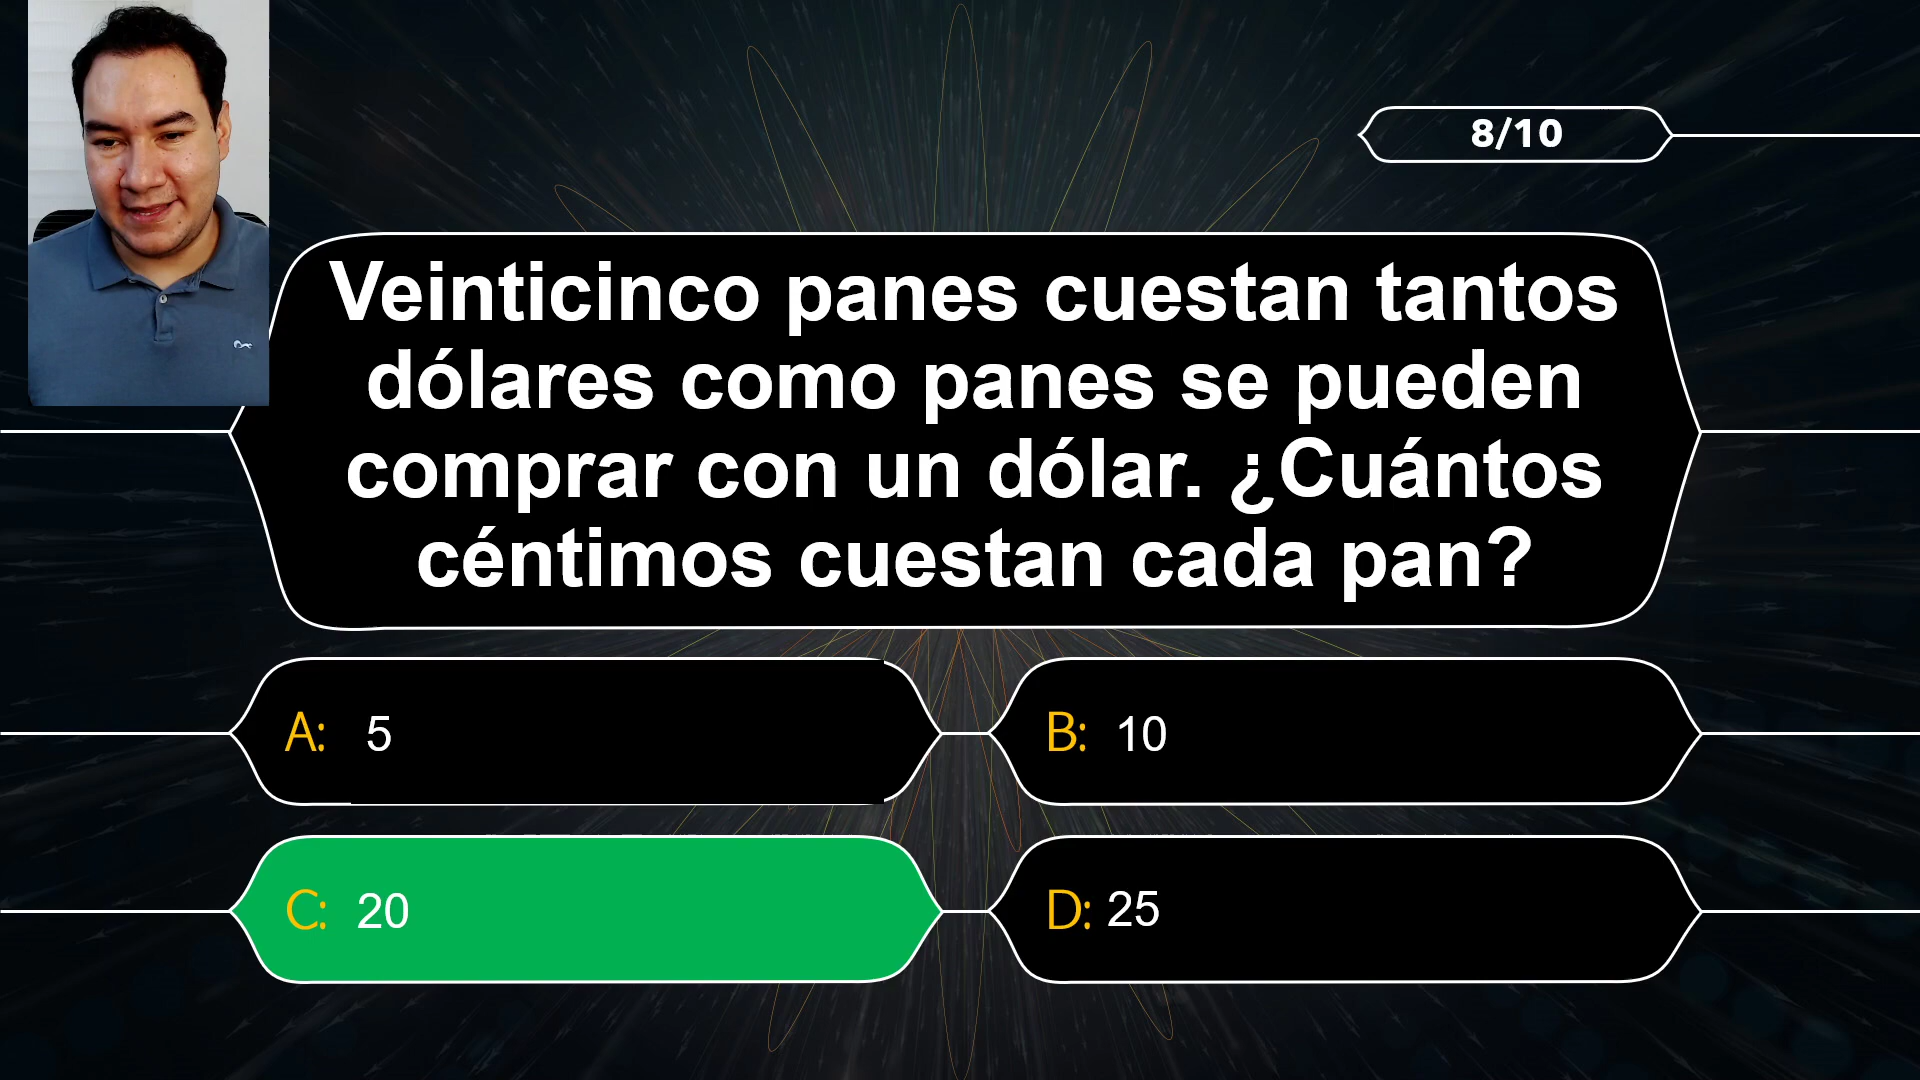 8/10
Veinticinco panes cuestan tantos
dólares como panes se pueden
comprar con un dólar. ¿Cuántos
céntimos cuestan cada pan?
A: 5
B: 10
C: 20
D: 25